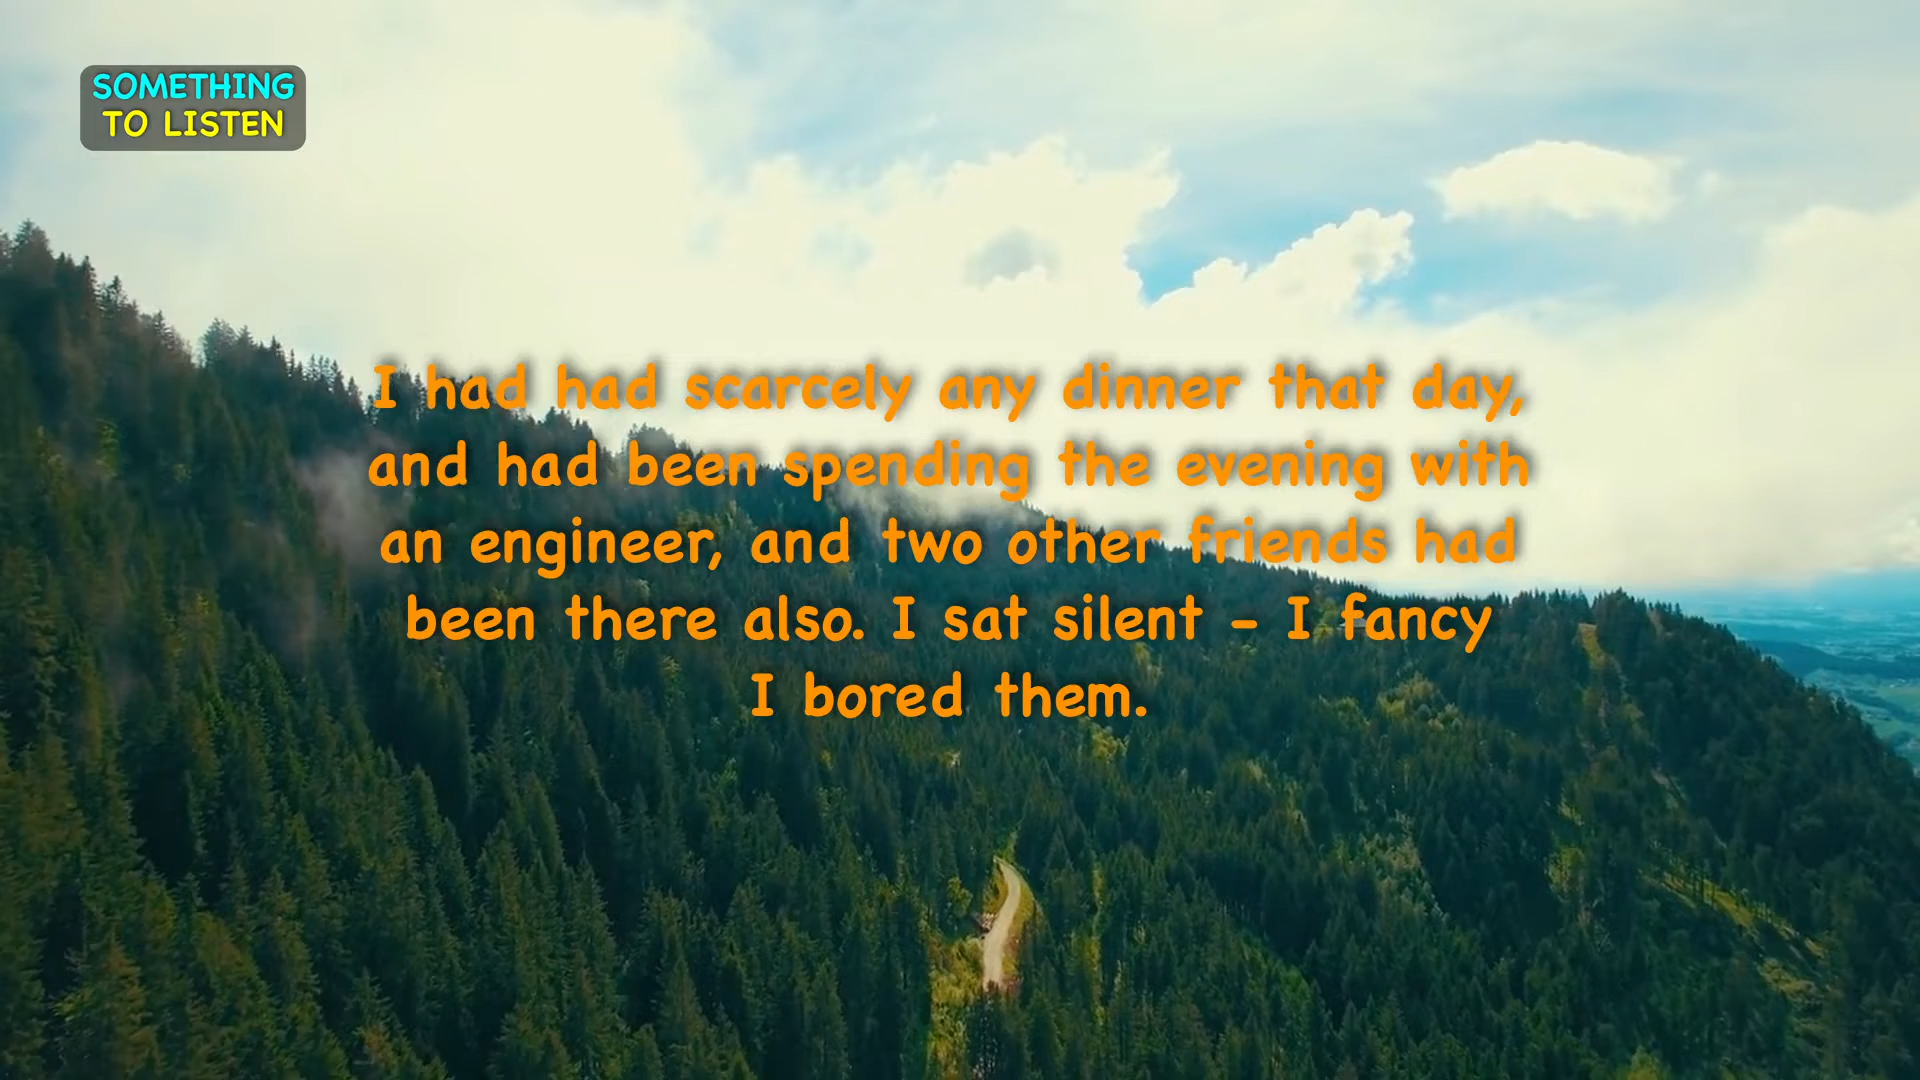 SOMETHING
TO LISTEN
I had had scarcely any dinner that day,
and had been spending the evening with
an engineer, and two other friends had
been there also. I sat silent - I fancy
I bored them.